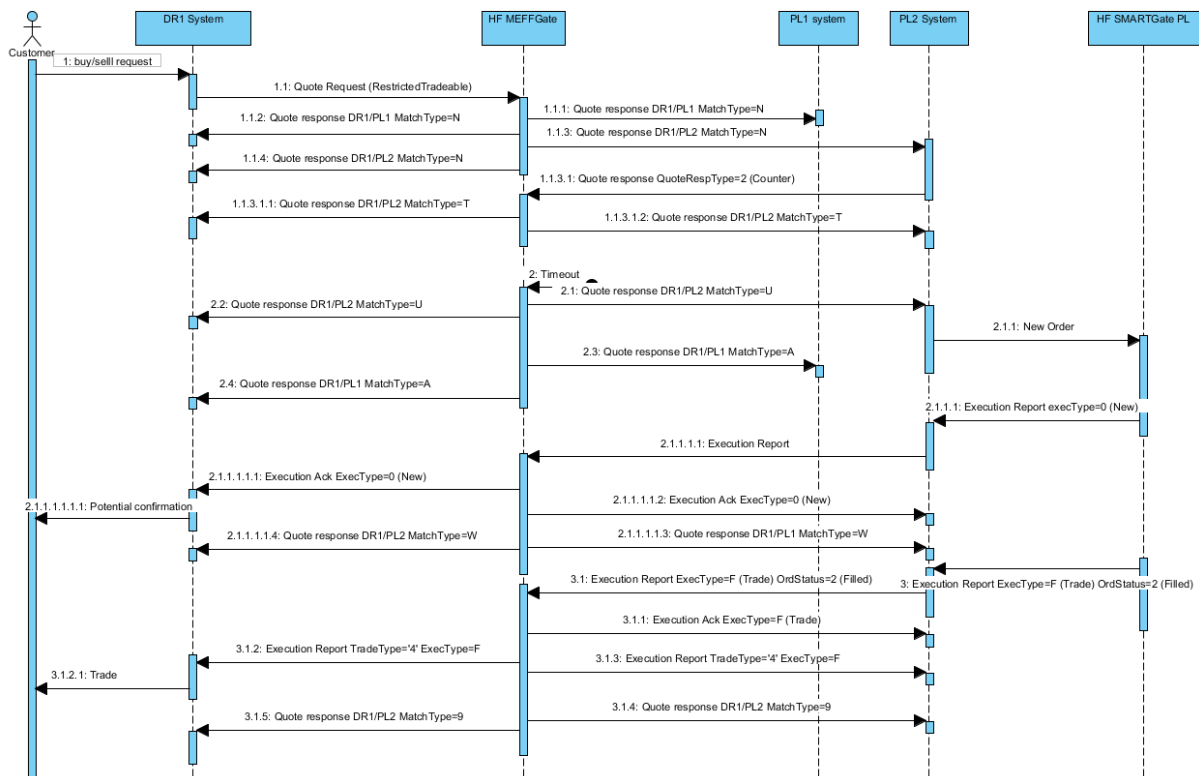 DR1 System
HF MEFFGate
PL1 system
PL2 System
HF SMARTGate PL
Customer
1: buy/selll request
1.1: Quote Request (RestrictedTradeable)
1.1.1: Quote response DR1/PL1 MatchType=N
1.1.2: Quote response DR1/PL1 MatchType=N
1.1.3: Quote response DR1/PL2 MatchType=N
1.1.4: Quote response DR1/PL2 MatchType=N
1.1.3.1: Quote response QuoteRespType=2 (Counter)
1.1.3.1.1: Quote response DR1/PL2 MatchType=T
1.1.3.1.2: Quote response DR1/PL2 MatchType=T
2: Timeout
2.1: Quote response DR1/PL2 MatchType=U
2.2: Quote response DR1/PL2 MatchType=U
2.1.1: New Order
2.3: Quote response DR1/PL1 MatchType=A
2.4: Quote response DR1/PL1 MatchType=A
2.1.1.1: Execution Report execType=0 (New)
2.1.1.1.1: Execution Report
2.1.1.1.1.1: Execution Ack ExecType=0 (New)
2.1.1.1.1.2: Execution Ack ExecType=0 (New)
2.1.1.1.1.1.1: Potential confirmation
2.1.1.1.1.4: Quote response DR1/PL2 MatchType=W
2.1.1.1.1.3: Quote response DR1/PL1 MatchType=W
3.1: Execution Report ExecType=F (Trade) OrdStatus=2 (Filled)
3: Execution Report ExecType=F (Trade) OrdStatus=2 (Filled)
3.1.1: Execution Ack ExecType=F (Trade)
3.1.2: Execution Report TradeType='4' ExecType=F
3.1.3: Execution Report TradeType='4' ExecType=F
3.1.2.1: Trade
3.1.4: Quote response DR1/PL2 MatchType=9
3.1.5: Quote response DR1/PL2 MatchType=9